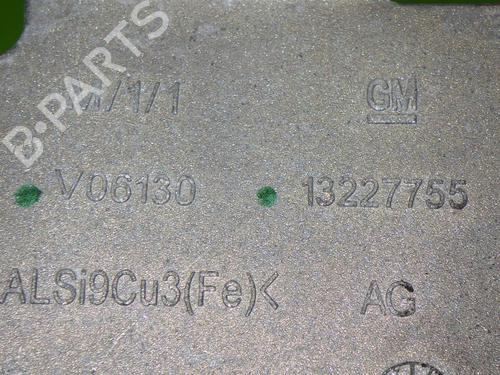 B-PARTS
M/1/1
GM
V06130
13227755
ALSi9Cu3(Fe)<
AG